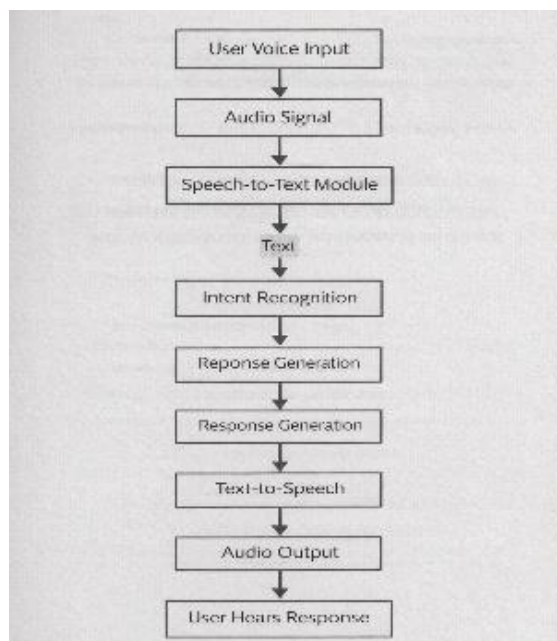 User Voice Input
Audio Signal
Speech-to-Text Module
Text
Intent Recognition
Reponse Generation
Response Generation
Text-to-Speech
Audio Output
User Hears Response